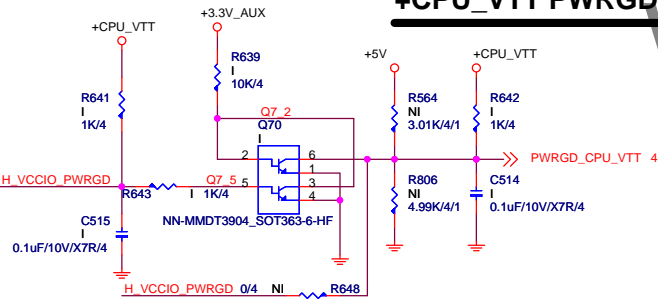 +CPU_VTT PWRGD
+3.3V_AUX
+CPU_VTT
+5V
+CPU_VTT
R639
I
10K/4
R641
I
1K/4
Q7_2
Q70
I
R564
NI
3.01K/4/1
R642
I
1K/4
2
6
1
PWRGD_CPU_VTT 4
H_VCCIO_PWRGD
R643
I
1K/4
Q7_5
5
3
4
R806
NI
4.99K/4/1
C514
I
0.1uF/10V/X7R/4
NN-MMDT3904_SOT363-6-HF
C515
I
0.1uF/10V/X7R/4
H_VCCIO_PWRGD 0/4 NI R648